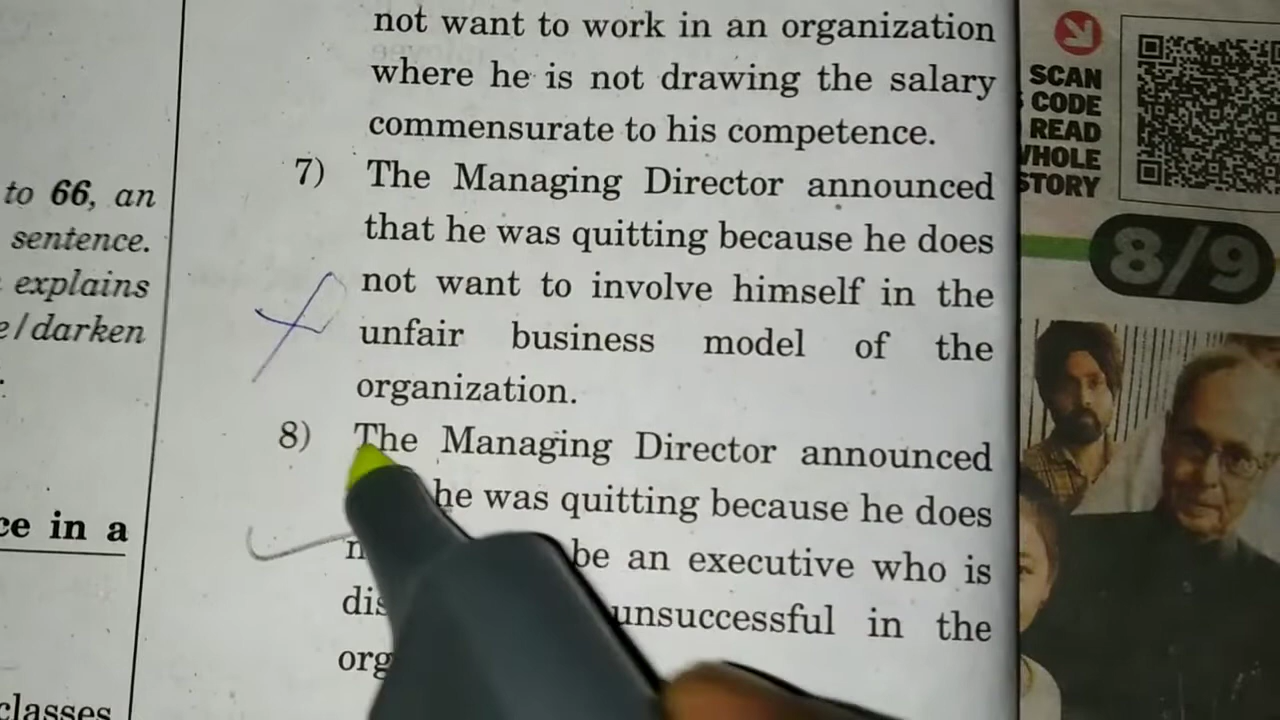 not want to work in an organization
where he is not drawing the salary
commensurate to his competence.
7) The Managing Director announced
that he was quitting because he does
not want to involve himself in the
unfair business model of the
organization.
8) The Managing Director announced
he was quitting because he does
be an executive who is
unsuccessful in the
to 66, an
sentence.
explains
e/darken
ce in a
classes
SCAN
CODE
READ
WHOLE
STORY
8/9